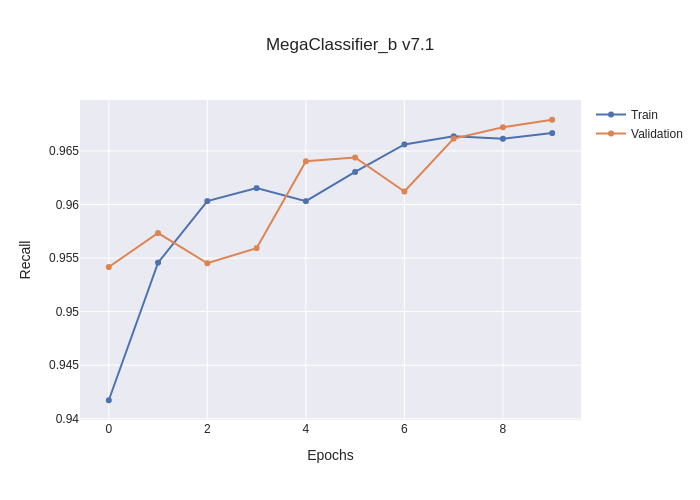 MegaClassifier_b v7.1
Train
Validation
0.965
0.96
0.955
0.95
0.945
0.94
Recall
0 2 4 6 8
Epochs